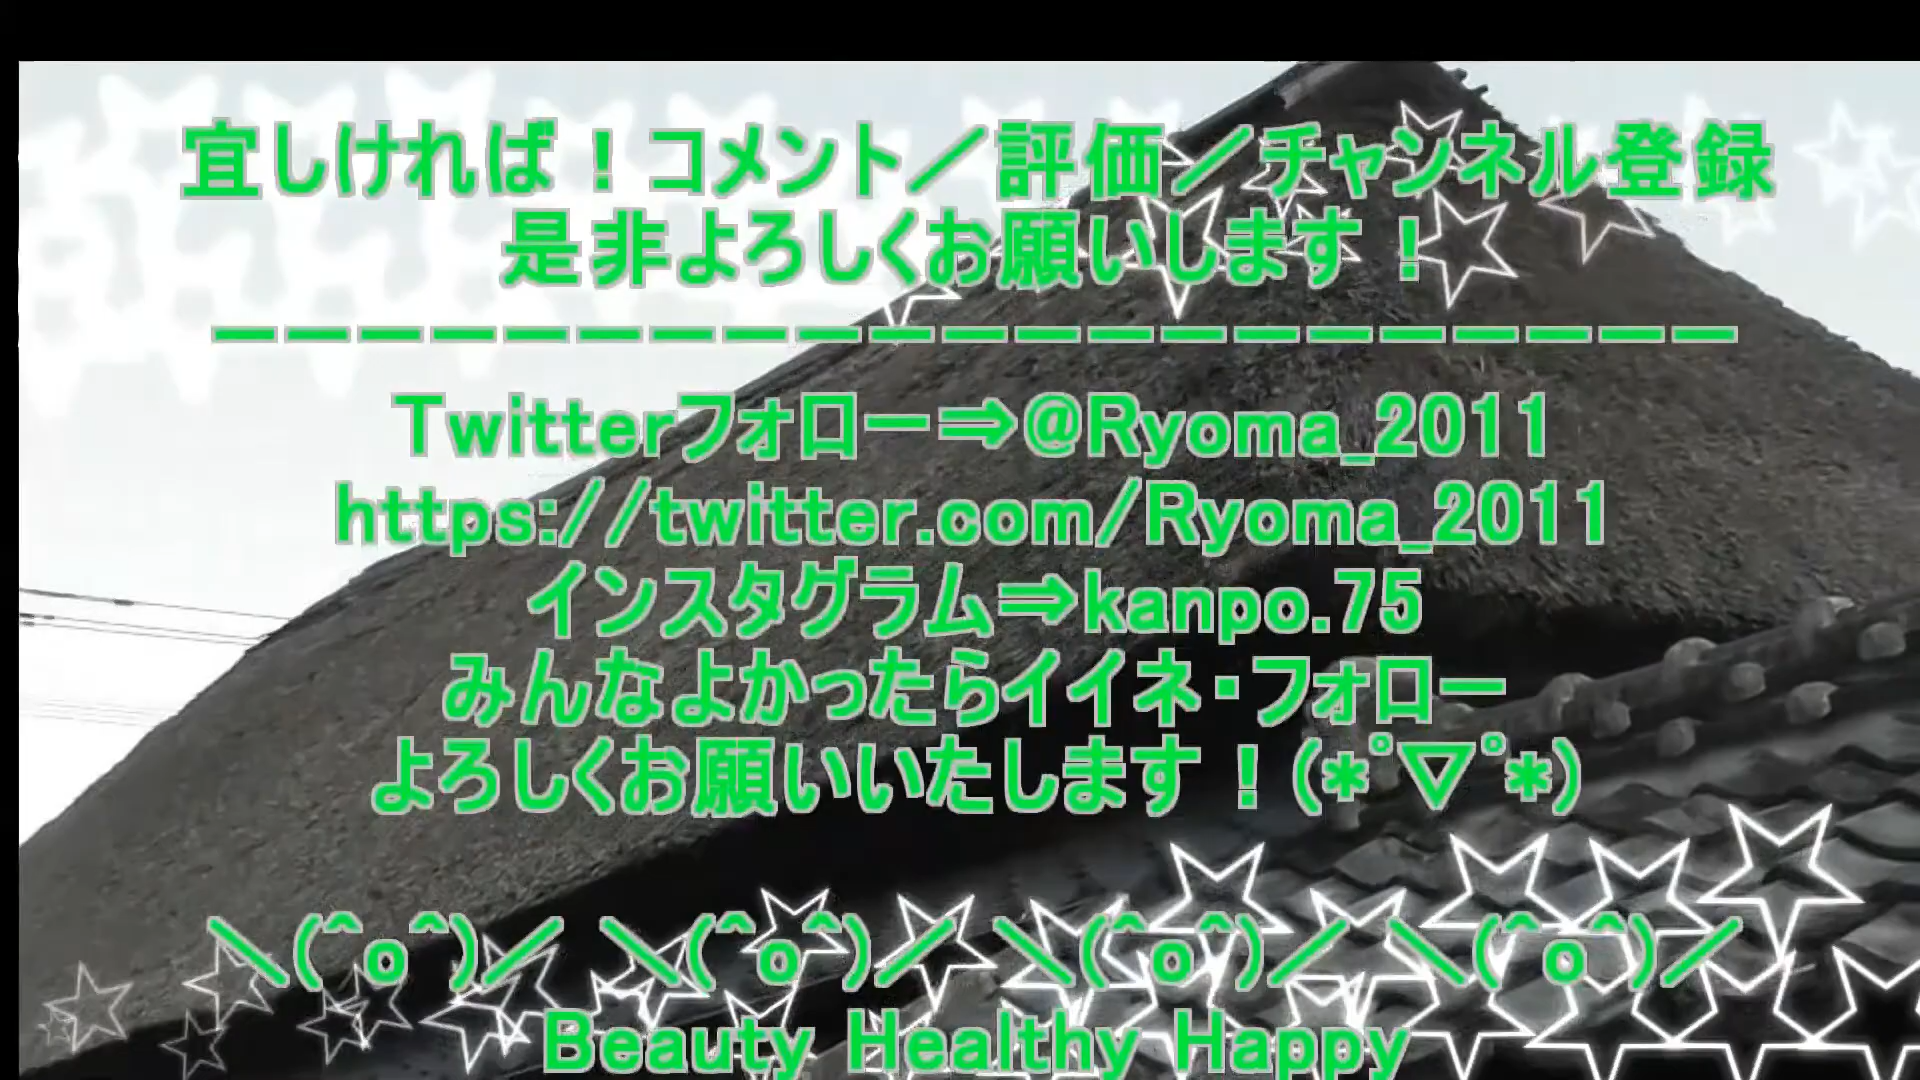 宜しければ！コメント／評価／チャンネル登録
是非よろしくお願いします！
ーーーーーーーーーーーーーーーーーーーーー
Twitterフォロー⇒@Ryoma_2011
https://twitter.com/Ryoma_2011
インスタグラム⇒kanpo.75
みんなよかったらイイネ・フォロー
よろしくお願いいたします！(*ﾟ▽ﾟ*)
＼(^o^)／ ＼(^o^)／ ＼(^o^)／ ＼(^o^)／
Beauty Healthy Happy